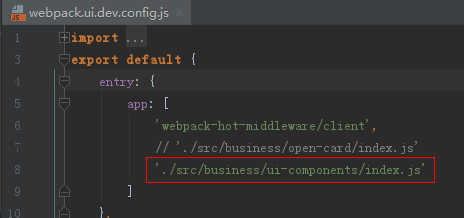 webpack.ui.dev.config.js
1 import ...
3 export default {
4 entry: {
5 app: [
6 'webpack-hot-middleware/client',
7 // './src/business/open-card/index.js'
8 './src/business/ui-components/index.js'
9 ]
10 },